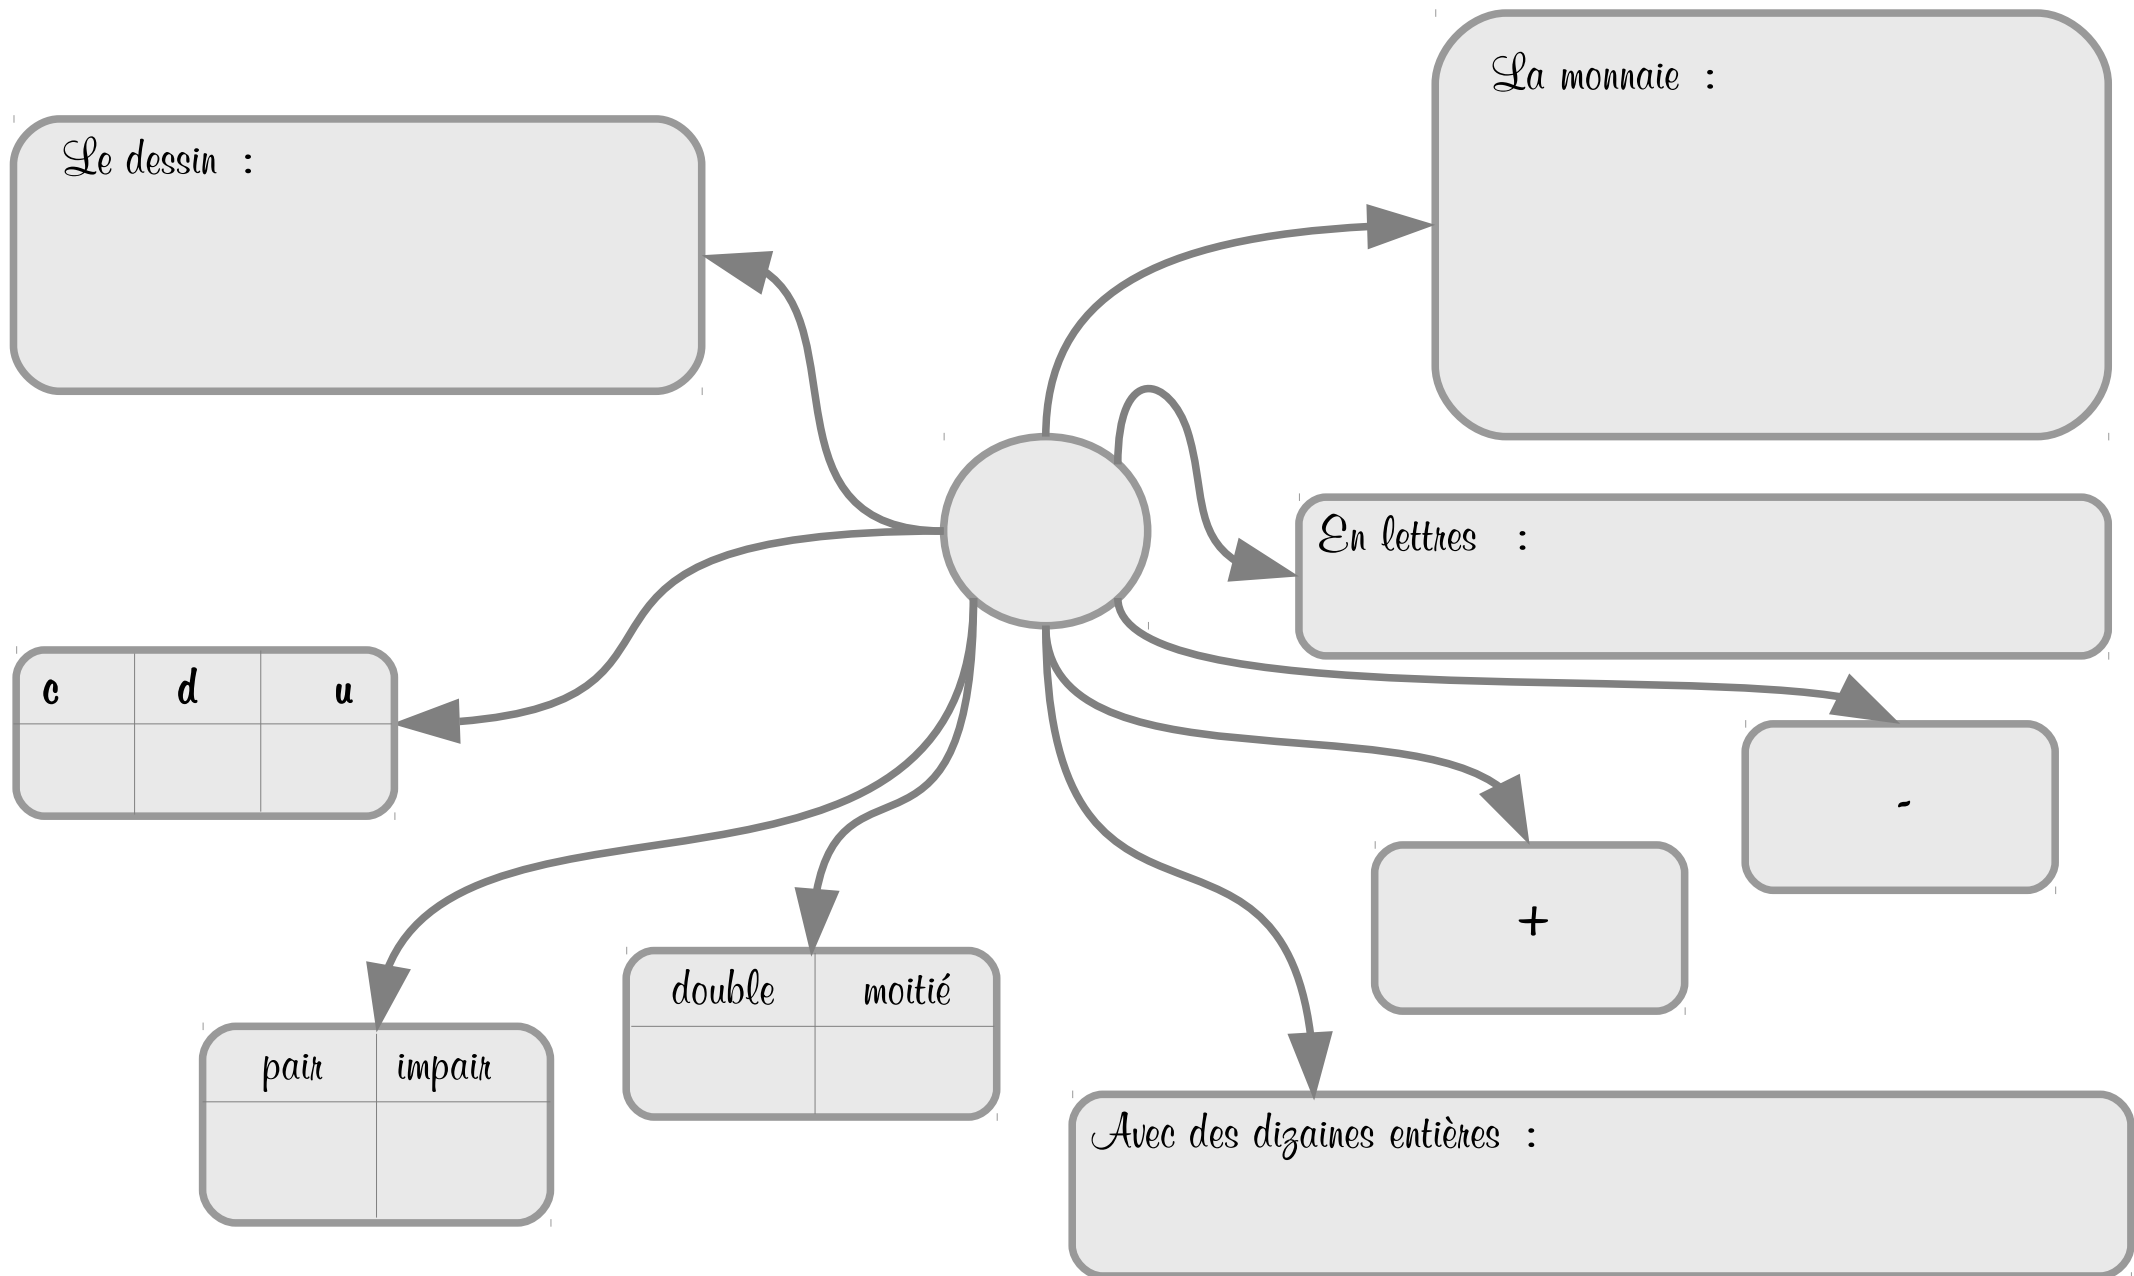 La monnaie :
Le dessin :
En lettres :
c d u
-
+
double moitié
pair impair
Avec des dizaines entières :